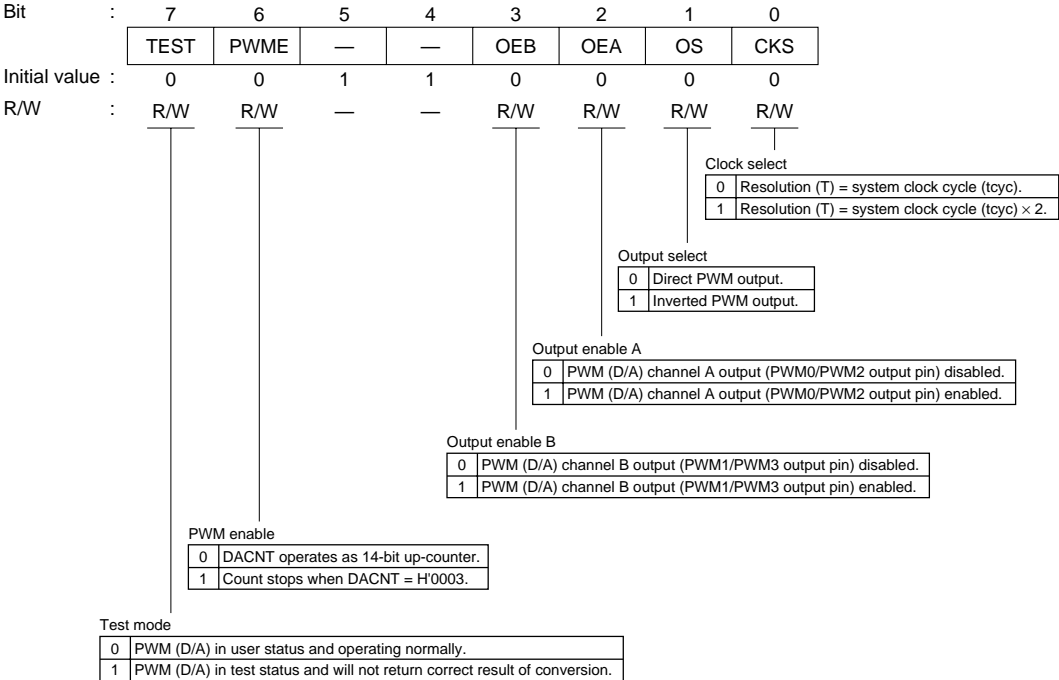 Bit : 7 6 5 4 3 2 1 0
TEST PWME — — OEB OEA OS CKS
Initial value : 0 0 1 1 0 0 0 0
R/W : R/W R/W — — R/W R/W R/W R/W
Clock select
0 Resolution (T) = system clock cycle (tcyc).
1 Resolution (T) = system clock cycle (tcyc) × 2.
Output select
0 Direct PWM output.
1 Inverted PWM output.
Output enable A
0 PWM (D/A) channel A output (PWM0/PWM2 output pin) disabled.
1 PWM (D/A) channel A output (PWM0/PWM2 output pin) enabled.
Output enable B
0 PWM (D/A) channel B output (PWM1/PWM3 output pin) disabled.
1 PWM (D/A) channel B output (PWM1/PWM3 output pin) enabled.
PWM enable
0 DACNT operates as 14-bit up-counter.
1 Count stops when DACNT = H'0003.
Test mode
0 PWM (D/A) in user status and operating normally.
1 PWM (D/A) in test status and will not return correct result of conversion.